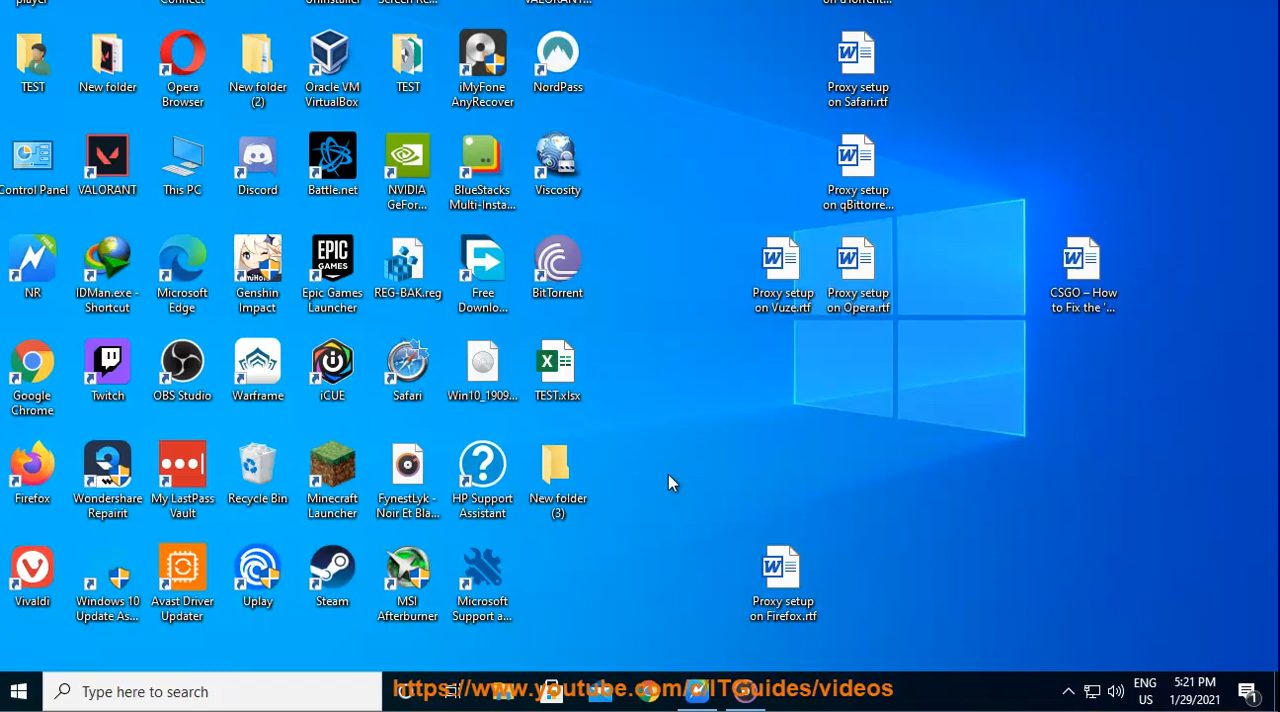 player
Connect
Uninstaller
Screen Re...
VALORANT...
on uTorrent...
TEST
New folder
Opera
Browser
New folder
(2)
Oracle VM
VirtualBox
TEST
iMyFone
AnyRecover
NordPass
Proxy setup
on Safari.rtf
Control Panel
VALORANT
This PC
Discord
Battle.net
NVIDIA
GeFor...
BlueStacks
Multi-Insta...
Viscosity
Proxy setup
on qBittorre...
NR
IDMan.exe -
Shortcut
Microsoft
Edge
Genshin
Impact
EPIC
GAMES
Epic Games
Launcher
REG-BAK.reg
Free
Downlo...
BitTorrent
Proxy setup
on Vuze.rtf
Proxy setup
on Opera.rtf
CSGO – How
to Fix the '...
Google
Chrome
Twitch
OBS Studio
Warframe
iCUE
Safari
Win10_1909...
TEST.xlsx
Firefox
Wondershare
Repairit
My LastPass
Vault
Recycle Bin
Minecraft
Launcher
FynestLyk -
Noir Et Bla...
HP Support
Assistant
New folder
(3)
Vivaldi
Windows 10
Update As...
Avast Driver
Updater
Uplay
Steam
MSI
Afterburner
Microsoft
Support a...
Proxy setup
on Firefox.rtf
Type here to search
https://www.youtube.com/c/ITGuides/videos
ENG
US
5:21 PM
1/29/2021
1